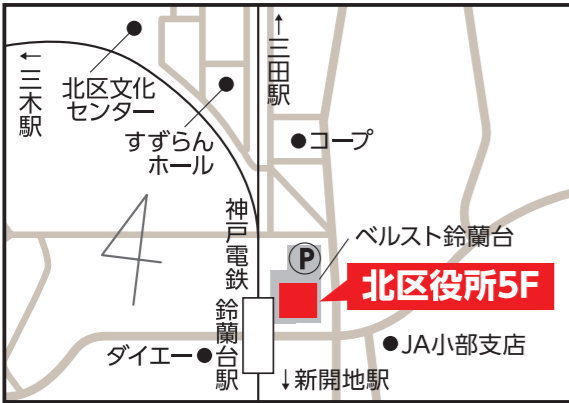 ↑三田駅
←三木駅
北区文化
センター
すずらん
ホール
コープ
神戸電鉄
ベルスト鈴蘭台
P
北区役所5F
鈴蘭台駅
ダイエー
JA小部支店
↓新開地駅